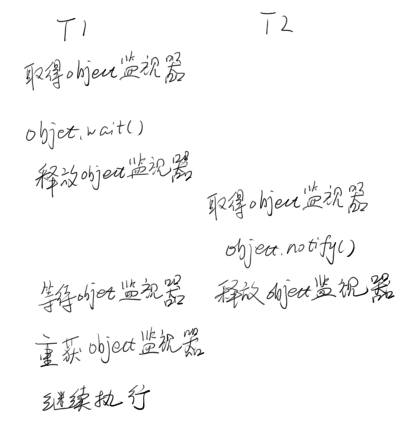 T1
T2
取得object监视器
objet.wait()
释放object监视器
取得object监视器
object.notify()
等待objet监视器
释放object监视器
重获object监视器
继续执行